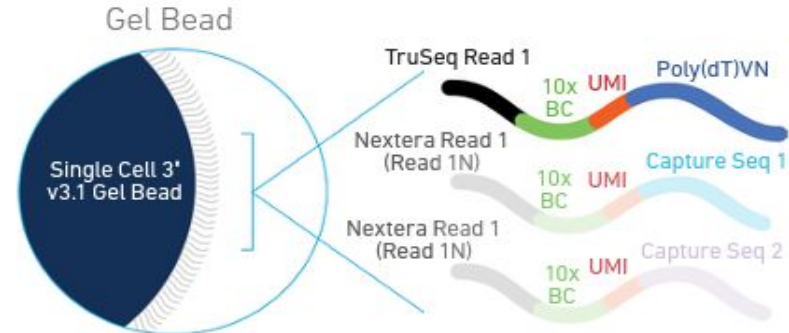 Gel Bead
Single Cell 3'
v3.1 Gel Bead
TruSeq Read 1
10x
BC
UMI
Poly(dT)VN
Nextera Read 1
(Read 1N)
10x
BC
UMI
Capture Seq 1
Nextera Read 1
(Read 1N)
10x
BC
UMI
Capture Seq 2